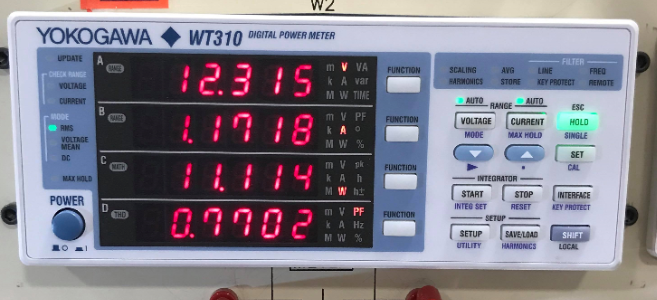 W2
YOKOGAWA WT310 DIGITAL POWER METER
UPDATE
CHECK RANGE
VOLTAGE
CURRENT
MODE
RMS
VOLTAGE
MEAN
DC
MAX HOLD
POWER
A
RANGE
12.315
m V VA
k A var
M W TIME
FUNCTION
B
RANGE
1.1718
m V PF
k A °
M W %
FUNCTION
C
MATH
11.114
m V pk
k A h
M W h±
FUNCTION
D
THD
0.7702
m V PF
k A Hz
M W %
FUNCTION
FILTER
SCALING AVG LINE FREQ
HARMONICS STORE KEY PROTECT REMOTE
AUTO AUTO ESC
RANGE
VOLTAGE CURRENT HOLD
MODE MAX HOLD SINGLE
SET
CAL
INTEGRATOR
START STOP INTERFACE
INTEG SET RESET KEY PROTECT
SETUP
SETUP SAVE/LOAD SHIFT
UTILITY HARMONICS LOCAL